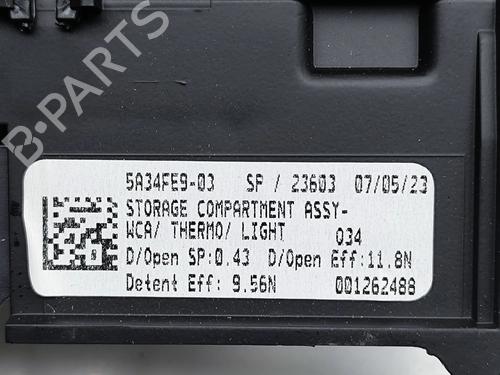 B-PARTS
5A34FE9-03 SP / 23603 07/05/23
STORAGE COMPARTMENT ASSY-
WCA/ THERMO/ LIGHT 034
D/Open SP:0.43 D/Open Eff:11.8N
Detent Eff: 9.56N 001262488